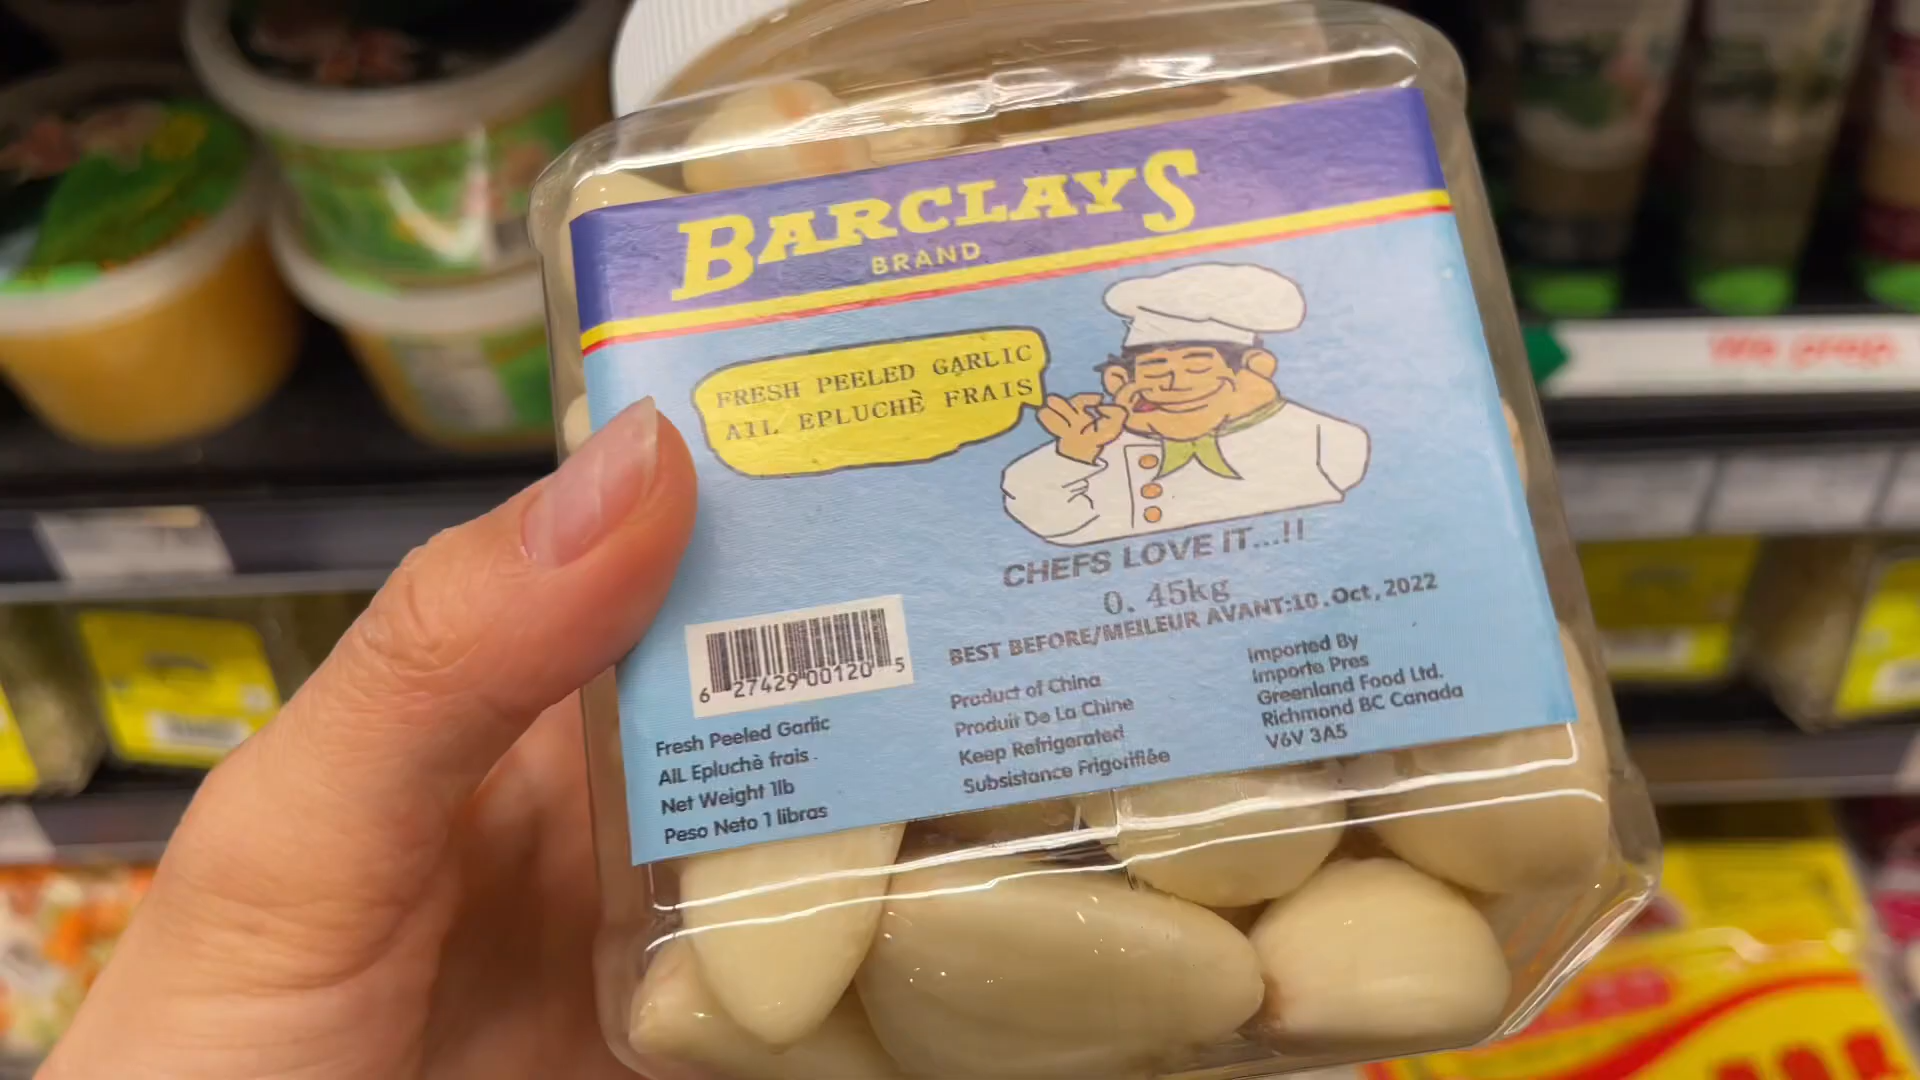 BARCLAYS
BRAND
FRESH PEELED GARLIC
AIL EPLUCHÈ FRAIS
CHEFS LOVE IT...!!
0.45kg
BEST BEFORE/MEILEUR AVANT:10.Oct,2022
6 27429 00120 5
Fresh Peeled Garlic
AIL Epluchè frais.
Net Weight 1lb
Peso Neto 1 libras
Product of China
Produir De La Chine
Keep Refrigerated
Subsistance Frigorifiée
Imported By
Importe Pres
Greenland Food Ltd.
Richmond BC Canada
V6V 3A5